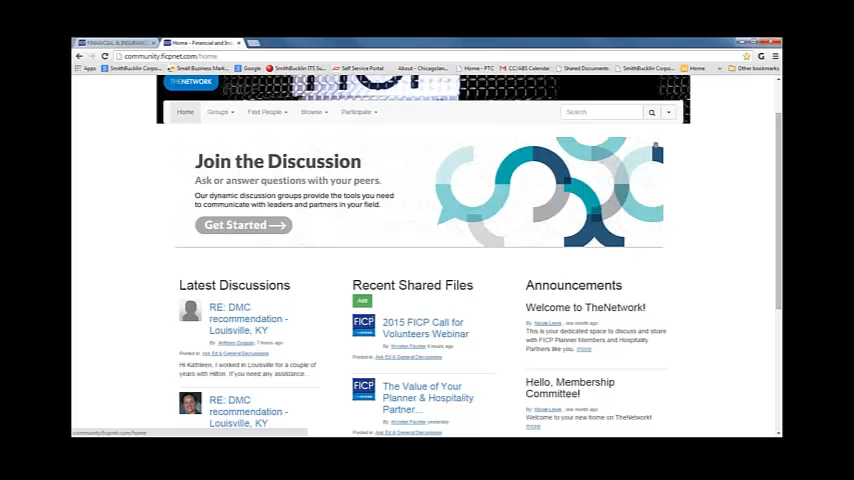 FINANCIAL & INSURANCE
Home - Financial and Ins
community.ficpnet.com/home
Apps SmithBucklin Corpo... Small Business Mark... Google SmithBucklin ITS Su... Self Service Portal Home - PTC CC/ABS Calendar Shared Documents SmithBucklin Corpo... Home Other bookmarks
THENETWORK
Home Groups Find People Browse Participate Search
Join the Discussion
Ask or answer questions with your peers.
Our dynamic discussion groups provide the tools you need
to communicate with leaders and partners in your field.
Get Started
Latest Discussions
RE: DMC
recommendation -
Louisville, KY
By: 7 hours ago
Posted in: Ask Ed & General Discussions
Hi Kathleen, I worked in Louisville for a couple of
years with Hilton. If you need any assistance...
RE: DMC
recommendation -
Louisville, KY
Recent Shared Files
Add
FICP
2015 FICP Call for
Volunteers Webinar
By: Krysten Fischer 6 hours ago
Posted in: Ask Ed & General Discussions
FICP
The Value of Your
Planner & Hospitality
Partner...
By: Krysten Fischer yesterday
Posted in: Ask Ed & General Discussions
Announcements
Welcome to TheNetwork!
By: Nicole Lewis , one month ago
This is your dedicated space to discuss and share
with FICP Planner Members and Hospitality
Partners like you. more
Hello, Membership
Committee!
By: Nicole Lewis , one month ago
Welcome to your new home on TheNetwork!
more
community.ficpnet.com/home